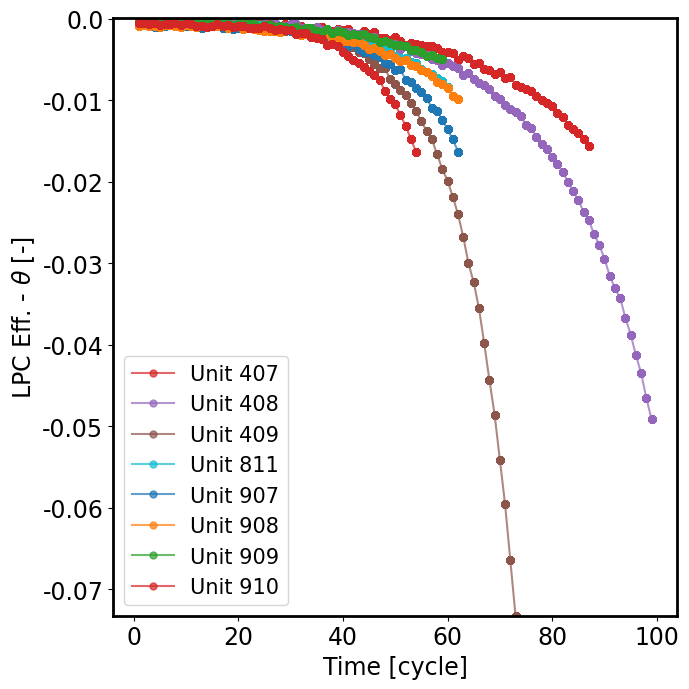 0.0
-0.01
-0.02
-0.03
-0.04
-0.05
-0.06
-0.07
LPC Eff. - θ [-]
Unit 407
Unit 408
Unit 409
Unit 811
Unit 907
Unit 908
Unit 909
Unit 910
0 20 40 60 80 100
Time [cycle]